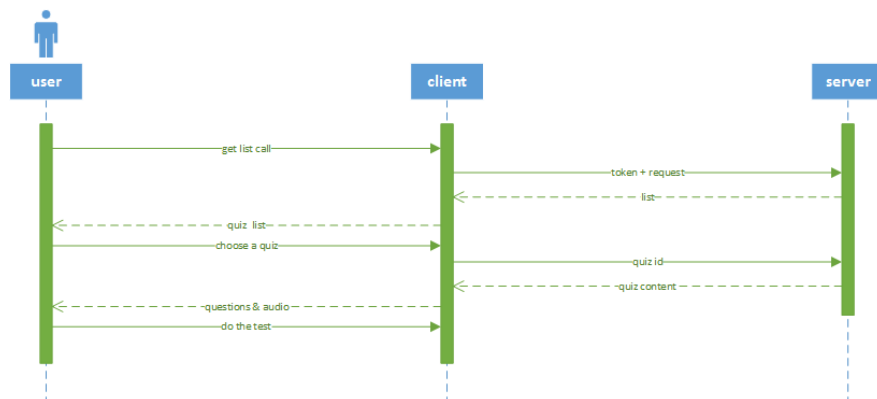 user
client
server
get list call
token + request
list
quiz list
choose a quiz
quiz id
quiz content
questions & audio
do the test